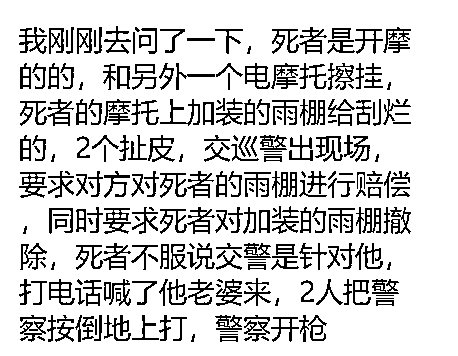 我刚刚去问了一下，死者是开摩
的的，和另外一个电摩托擦挂，
死者的摩托上加装的雨棚给刮烂
的，2个扯皮，交巡警出现场，
要求对方对死者的雨棚进行赔偿
，同时要求死者对加装的雨棚撤
除，死者不服说交警是针对他，
打电话喊了他老婆来，2人把警
察按倒地上打，警察开枪